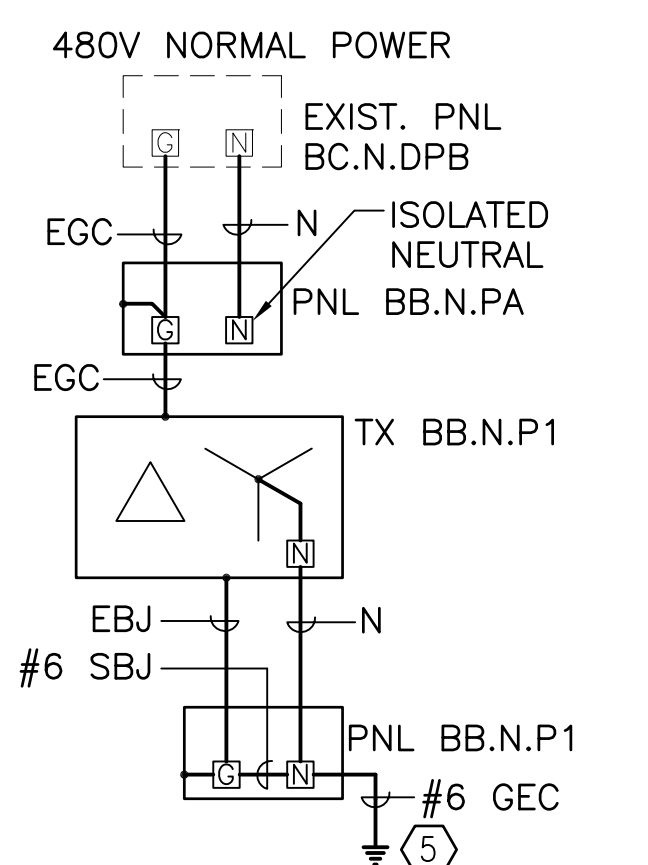 480V NORMAL POWER
EXIST. PNL
BC.N.DPB
G N
EGC
N
ISOLATED
NEUTRAL
PNL BB.N.PA
G N
EGC
TX BB.N.P1
N
EBJ
N
#6 SBJ
PNL BB.N.P1
G N
#6 GEC
5